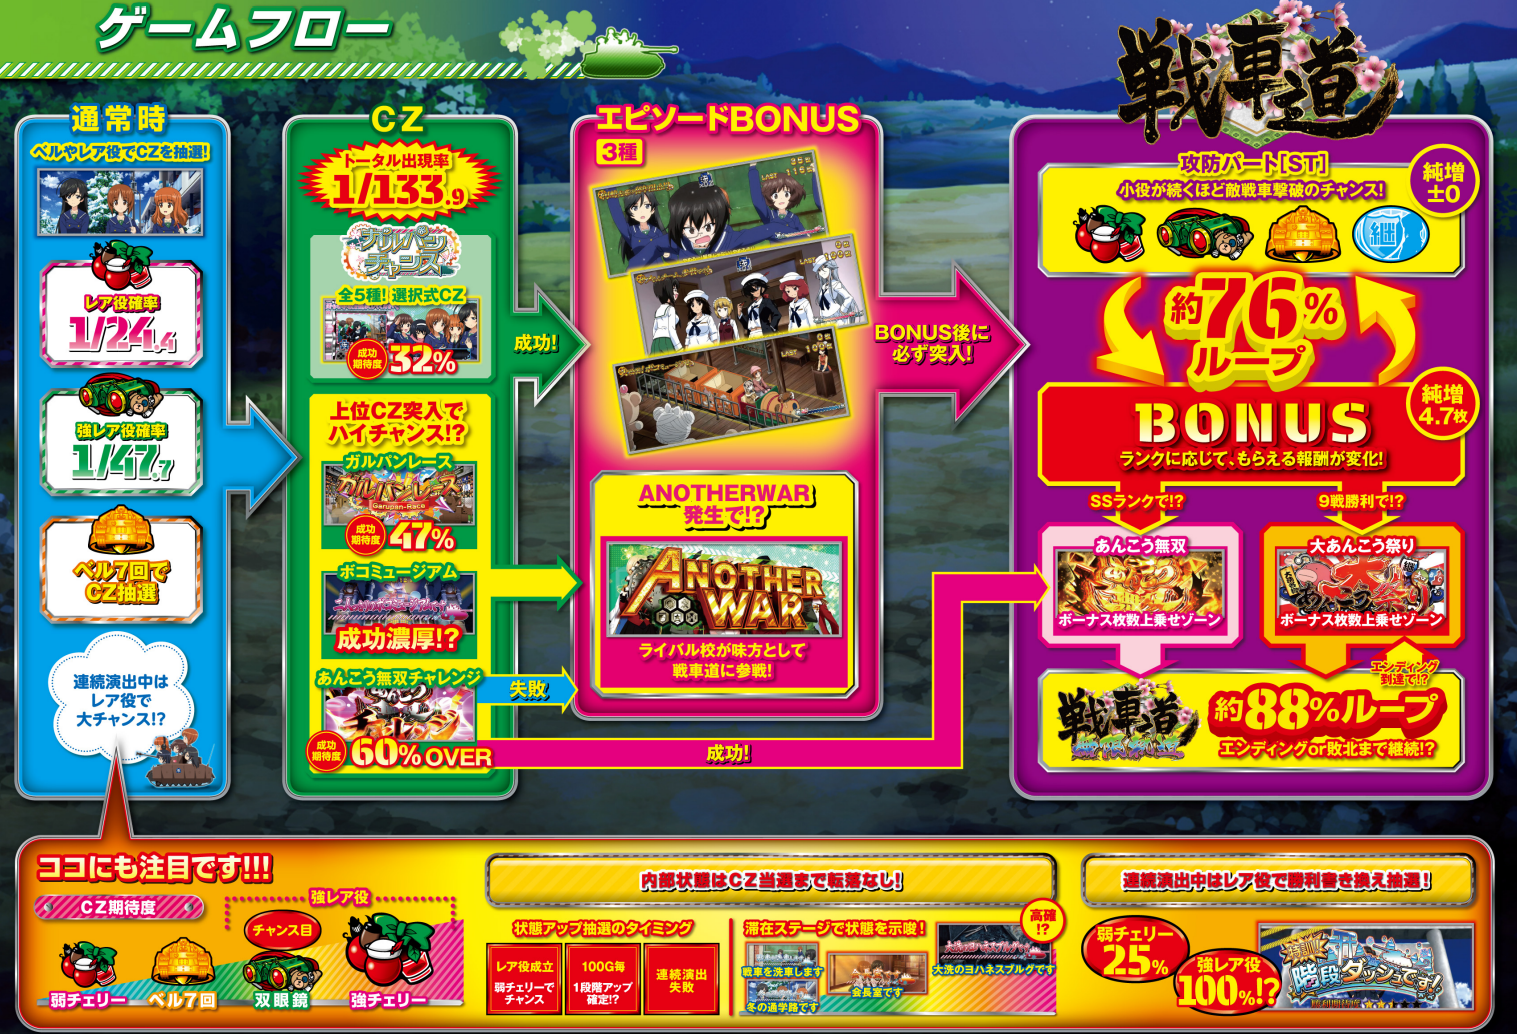 ゲームフロー
戦車道
通常時
ベルやレア役でCZを抽選!
レア役確率
1/24.4
強レア役確率
1/47.7
ベル7回で
CZ抽選
連続演出中は
レア役で
大チャンス!?
CZ
トータル出現率
1/133.9
ガルパン
チャンス
全5種!選択式CZ
成功
期待度
32%
上位CZ突入で
ハイチャンス!?
ガルパンレース
ガルパンレース
Garupan-Race
成功
期待度
47%
ボコミュージアム
成功濃厚!?
あんこう無双チャレンジ
成功
期待度
60%OVER
成功!
失敗
成功!
エピソードBONUS
3種
ANOTHERWAR
発生で!?
ANOTHER
WAR
ライバル校が味方として
戦車道に参戦!
BONUS後に
必ず突入!
攻防パート[ST]
小役が続くほど敵戦車撃破のチャンス!
純増
±0
継
約76%
ループ
BONUS
ランクに応じて、もらえる報酬が変化!
純増
4.7枚
SSランクで!?
9戦勝利で!?
あんこう無双
ボーナス枚数上乗せゾーン
大あんこう祭り
大あんこう祭り
ボーナス枚数上乗せゾーン
エンディング
到達で!?
戦車道
約88%ループ
エンディングor敗北まで継続!?
ココにも注目です!!!
CZ期待度
強レア役
チャンス目
弱チェリー
ベル7回
双眼鏡
強チェリー
内部状態はCZ当選まで転落なし!
状態アップ抽選のタイミング
レア役成立
弱チェリーで
チャンス
100G毎
1段階アップ
確定!?
連続演出
失敗
滞在ステージで状態を示唆!
高確
!?
戦車を洗車します
冬の通学路です
会長室です
大洗のヨハネスブルグです
連続演出中はレア役で勝利書き換え抽選!
弱チェリー
25%
強レア役
100%!?
特訓!
階段ダッシュです!
勝利期待度